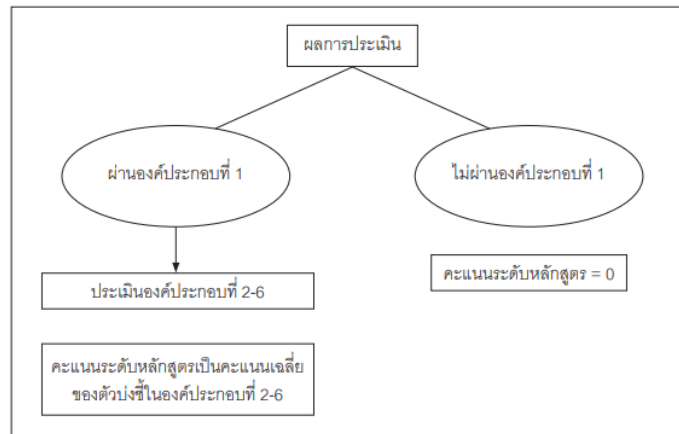 ผลการประเมิน
ผ่านองค์ประกอบที่ 1
ไม่ผ่านองค์ประกอบที่ 1
ประเมินองค์ประกอบที่ 2-6
คะแนนระดับหลักสูตร = 0
คะแนนระดับหลักสูตรเป็นคะแนนเฉลี่ย
ของตัวบ่งชี้ในองค์ประกอบที่ 2-6